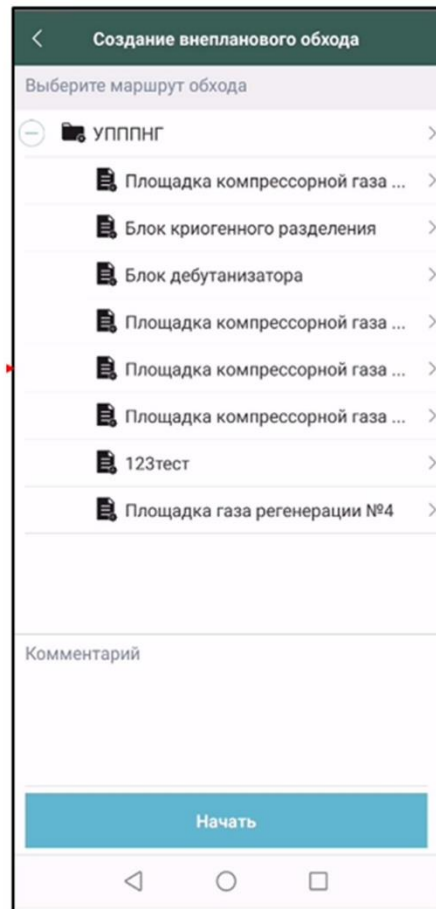 Создание внепланового обхода
Выберите маршрут обхода
УПППНГ
Площадка компрессорной газа ...
Блок криогенного разделения
Блок дебутанизатора
Площадка компрессорной газа ...
Площадка компрессорной газа ...
Площадка компрессорной газа ...
123тест
Площадка газа регенерации №4
Комментарий
Начать